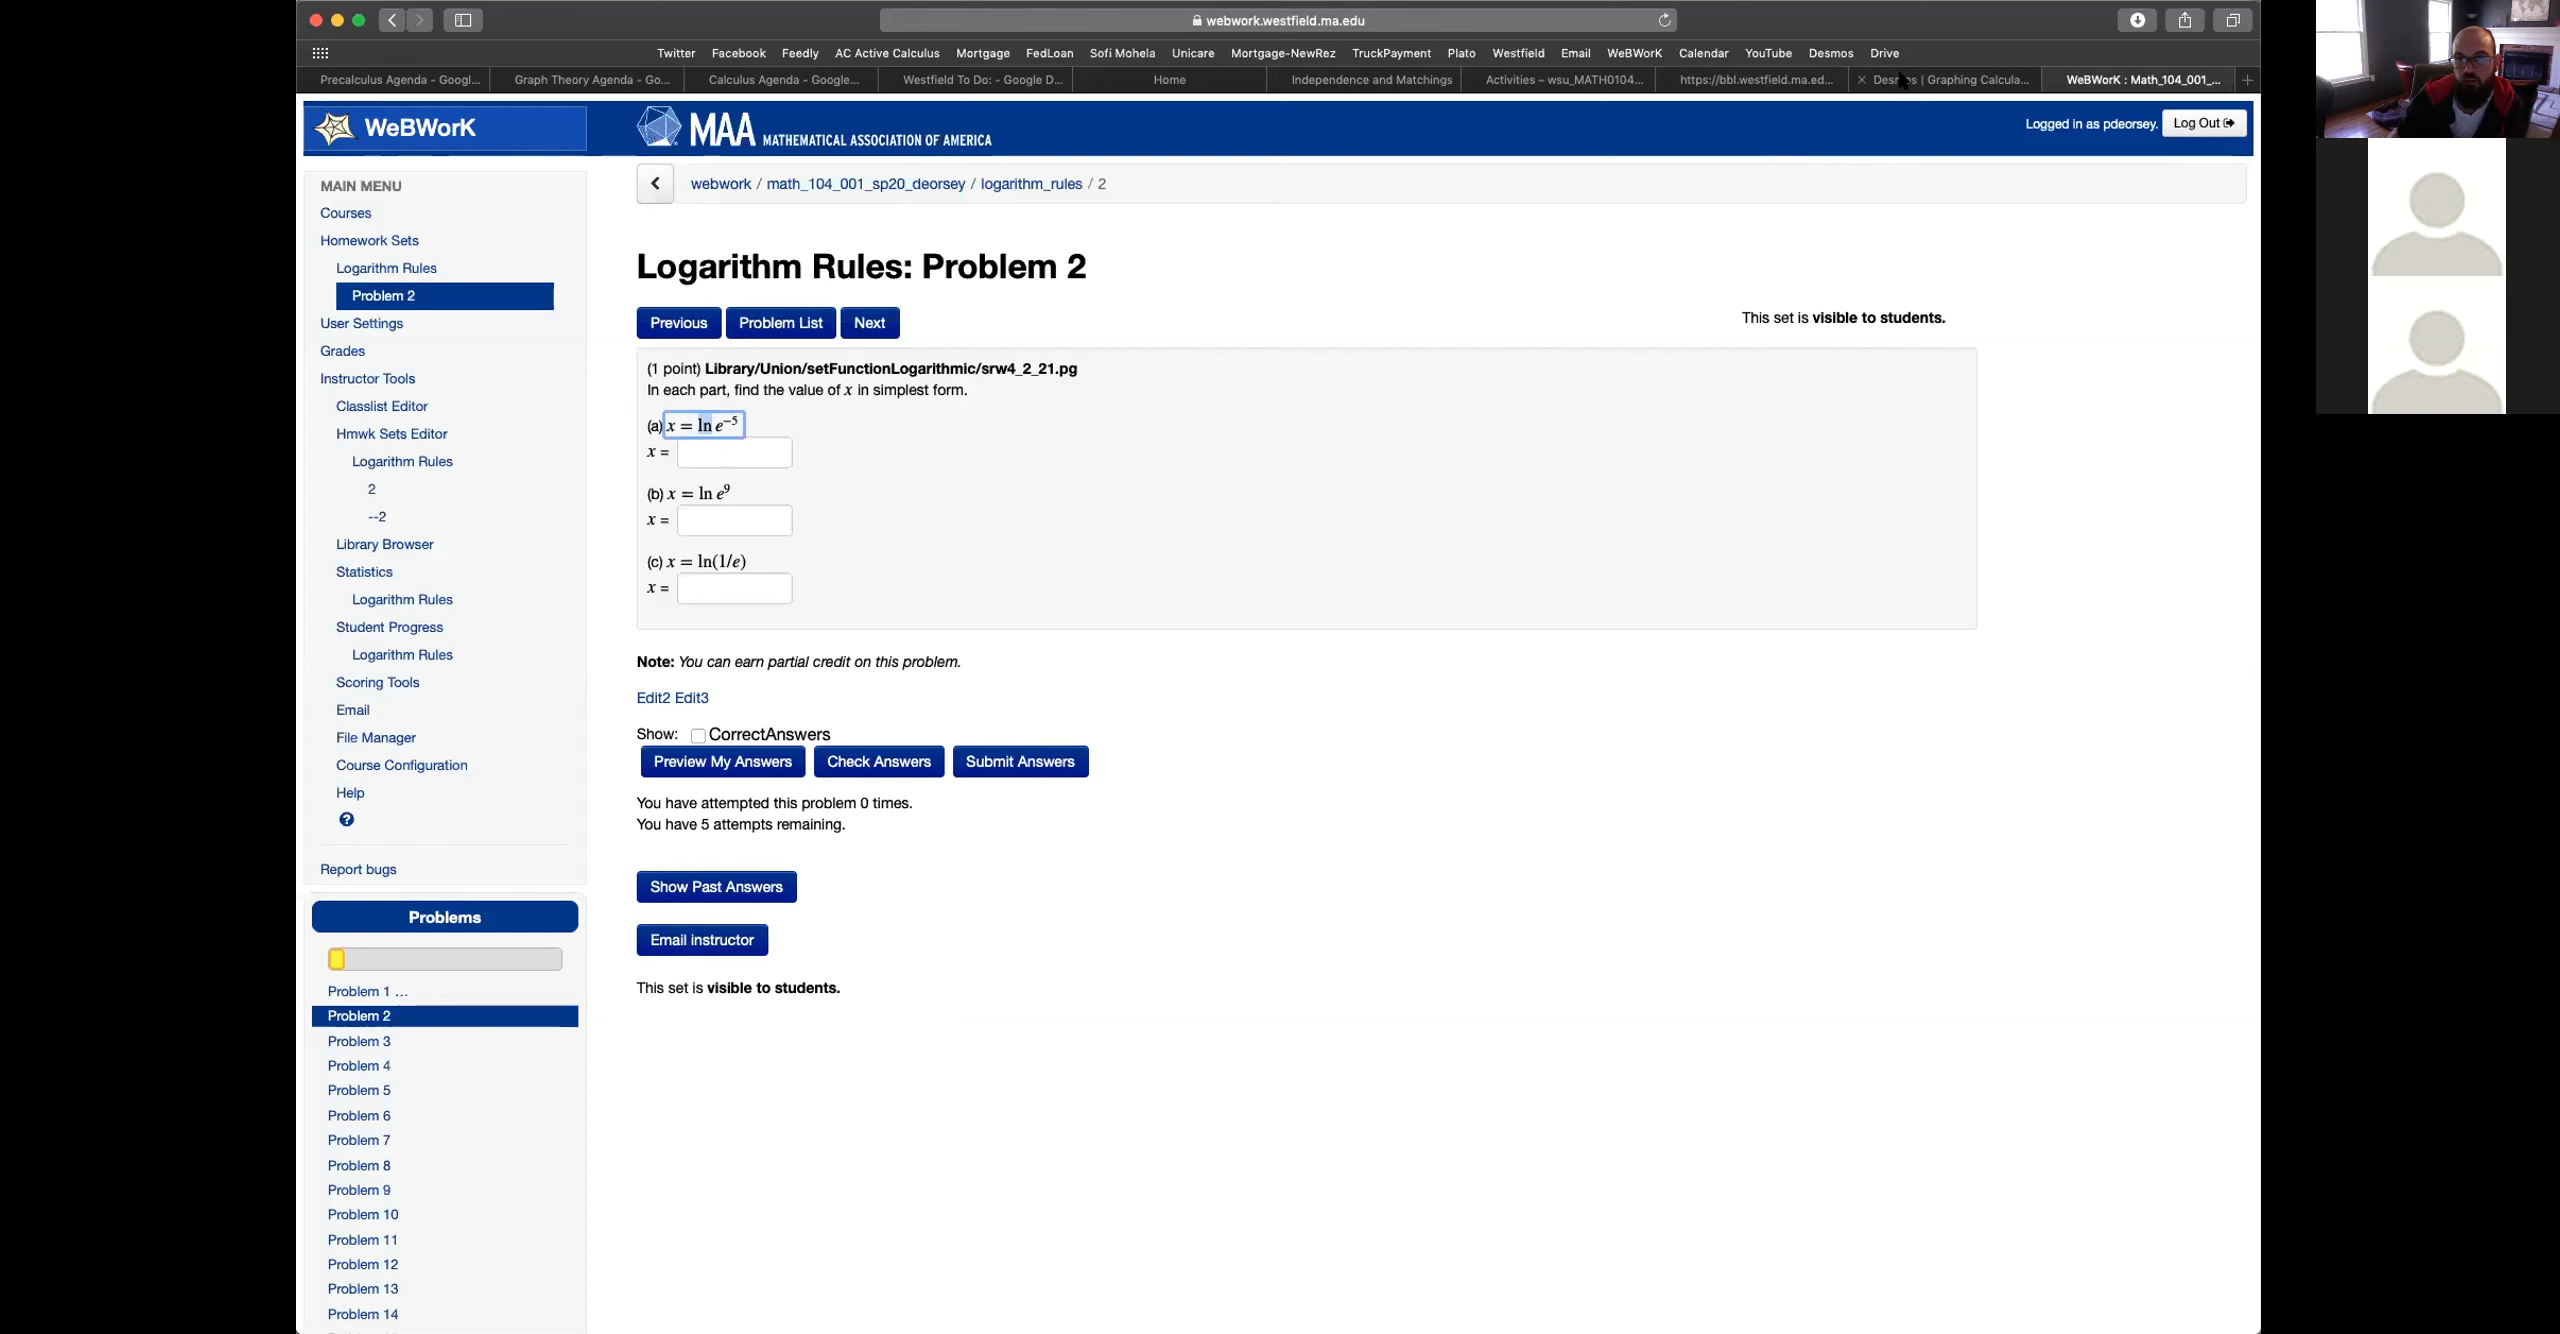 webwork.westfield.ma.edu
Twitter Facebook Feedly AC Active Calculus Mortgage FedLoan Sofi Mohela Unicare Mortgage-NewRez TruckPayment Plato Westfield Email WeBWorK Calendar YouTube Desmos Drive
Precalculus Agenda - Googl... Graph Theory Agenda - Go... Calculus Agenda - Google... Westfield To Do: - Google D... Home Independence and Matchings Activities – wsu_MATH0104... https://bbl.westfield.ma.ed... | Graphing Calcula... WeBWorK : Math_104_001_...
WeBWorK
MAA MATHEMATICAL ASSOCIATION OF AMERICA
Logged in as pdeorsey. Log Out
webwork / math_104_001_sp20_deorsey / logarithm_rules / 2
MAIN MENU
Courses
Homework Sets
Logarithm Rules
Problem 2
User Settings
Grades
Instructor Tools
Classlist Editor
Hmwk Sets Editor
Logarithm Rules
2
--2
Library Browser
Statistics
Logarithm Rules
Student Progress
Logarithm Rules
Scoring Tools
Email
File Manager
Course Configuration
Help
?
Report bugs
Problems
Problem 1 ...
Problem 2
Problem 3
Problem 4
Problem 5
Problem 6
Problem 7
Problem 8
Problem 9
Problem 10
Problem 11
Problem 12
Problem 13
Problem 14
Logarithm Rules: Problem 2
Previous Problem List Next
This set is visible to students.
(1 point) Library/Union/setFunctionLogarithmic/srw4_2_21.pg
In each part, find the value of x in simplest form.
(a) x = ln e⁻⁵
x =
(b) x = ln e⁹
x =
(c) x = ln(1/e)
x =
Note: You can earn partial credit on this problem.
Edit2 Edit3
Show: CorrectAnswers
Preview My Answers Check Answers Submit Answers
You have attempted this problem 0 times.
You have 5 attempts remaining.
Show Past Answers
Email instructor
This set is visible to students.